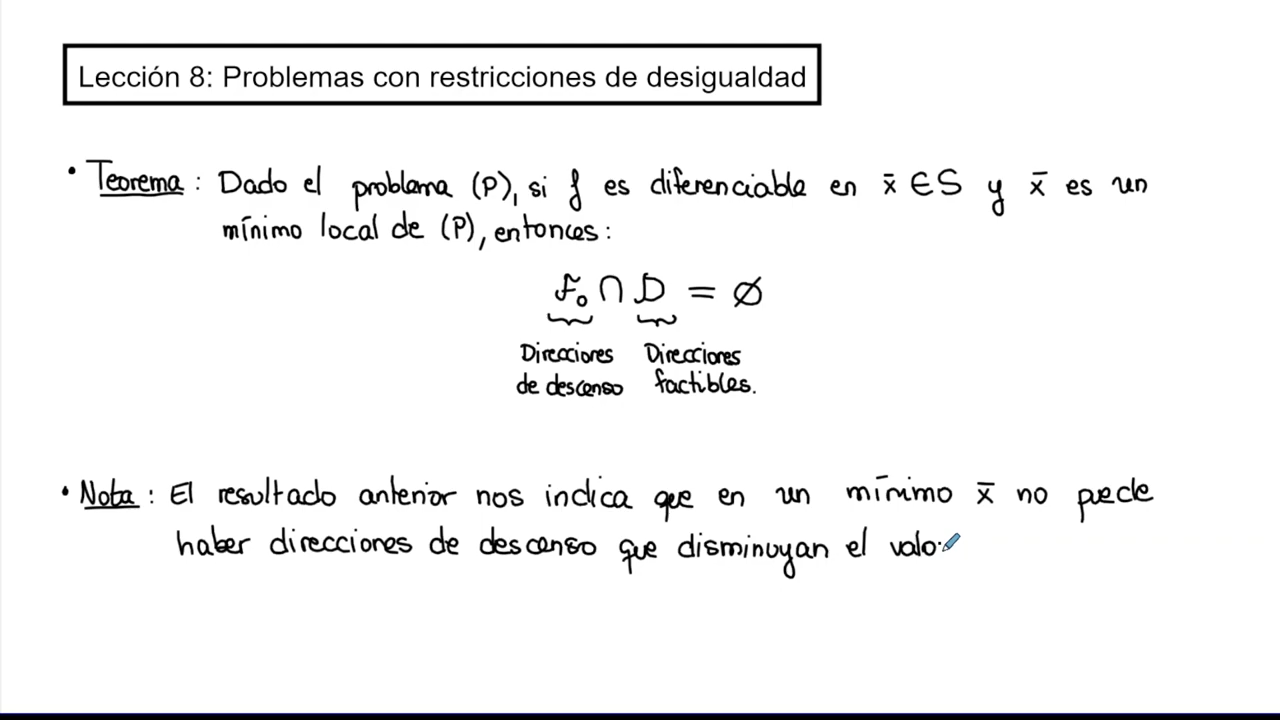 Lección 8: Problemas con restricciones de desigualdad
• Teorema: Dado el problema (P), si f es diferenciable en x̄ ∈ S y x̄ es un
mínimo local de (P), entonces:
F₀ ∩ D = ∅
Direcciones Direcciones
de descenso factibles.
• Nota: El resultado anterior nos indica que en un mínimo x̄ no puede
haber direcciones de descenso que disminuyan el valo